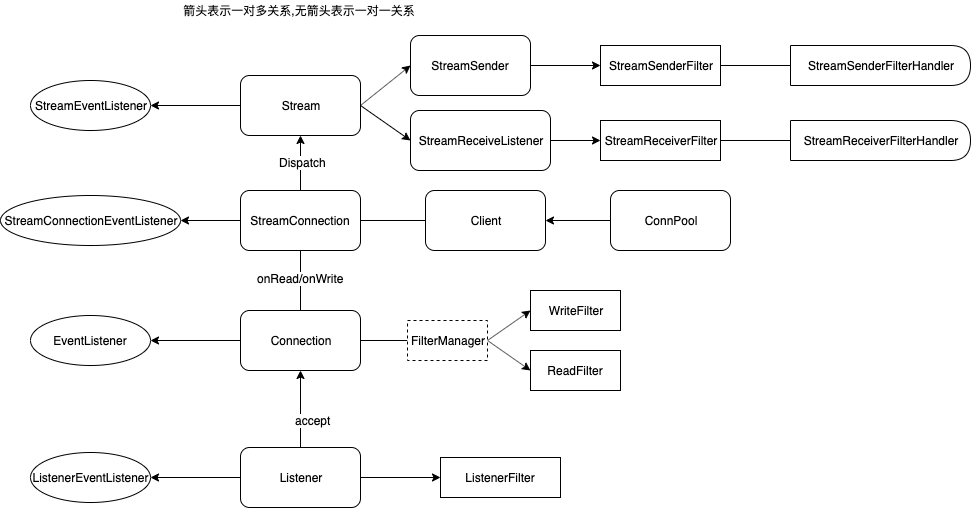 箭头表示一对多关系,无箭头表示一对一关系
StreamSender
StreamSenderFilter
StreamSenderFilterHandler
StreamEventListener
Stream
StreamReceiveListener
StreamReceiverFilter
StreamReceiverFilterHandler
Dispatch
StreamConnectionEventListener
StreamConnection
Client
ConnPool
onRead/onWrite
WriteFilter
EventListener
Connection
FilterManager
ReadFilter
accept
ListenerEventListener
Listener
ListenerFilter